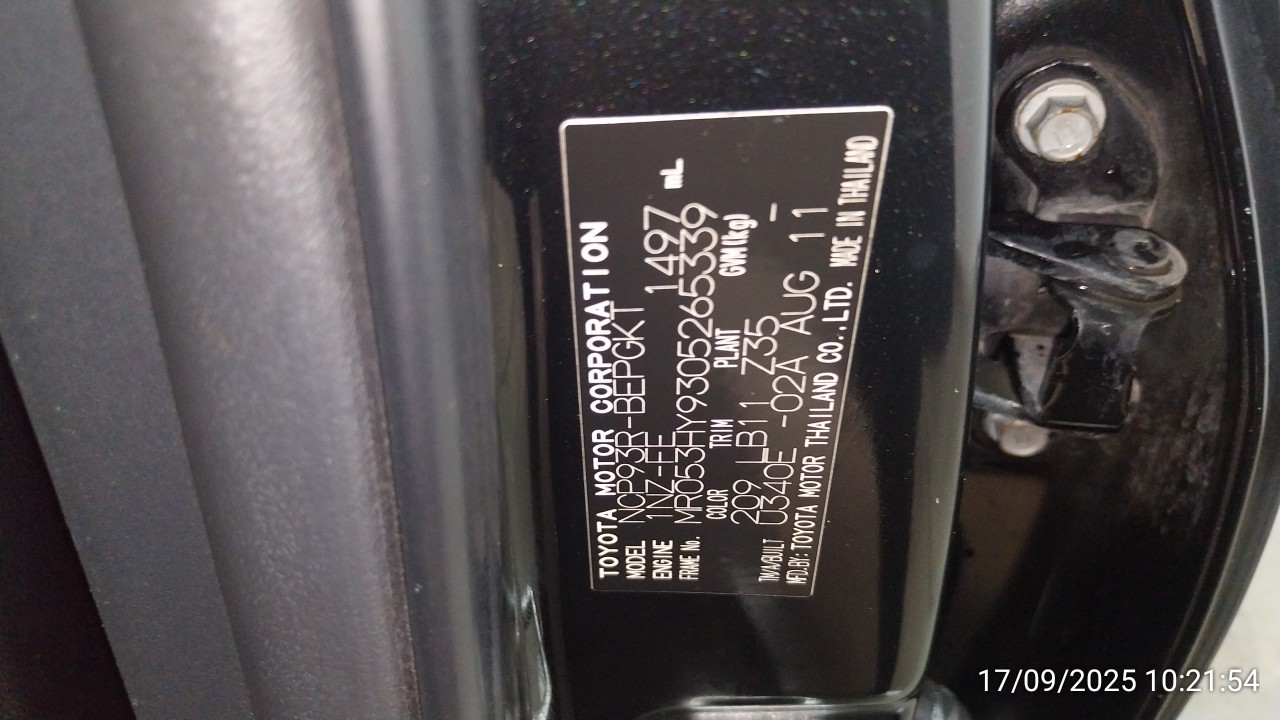 TOYOTA MOTOR CORPORATION
MODEL NCP93R-BEPGKT
ENGINE 1NZ-FE 1497 mL
FRAME No. MR053HY9305265339
COLOR TRIM PLANT GVM(kg)
209 LB11 Z35 -
TM/A/BUILT U340E -02A AUG 11
MFD.BY:TOYOTA MOTOR THAILAND CO.,LTD. MADE IN THAILAND
17/09/2025 10:21:54